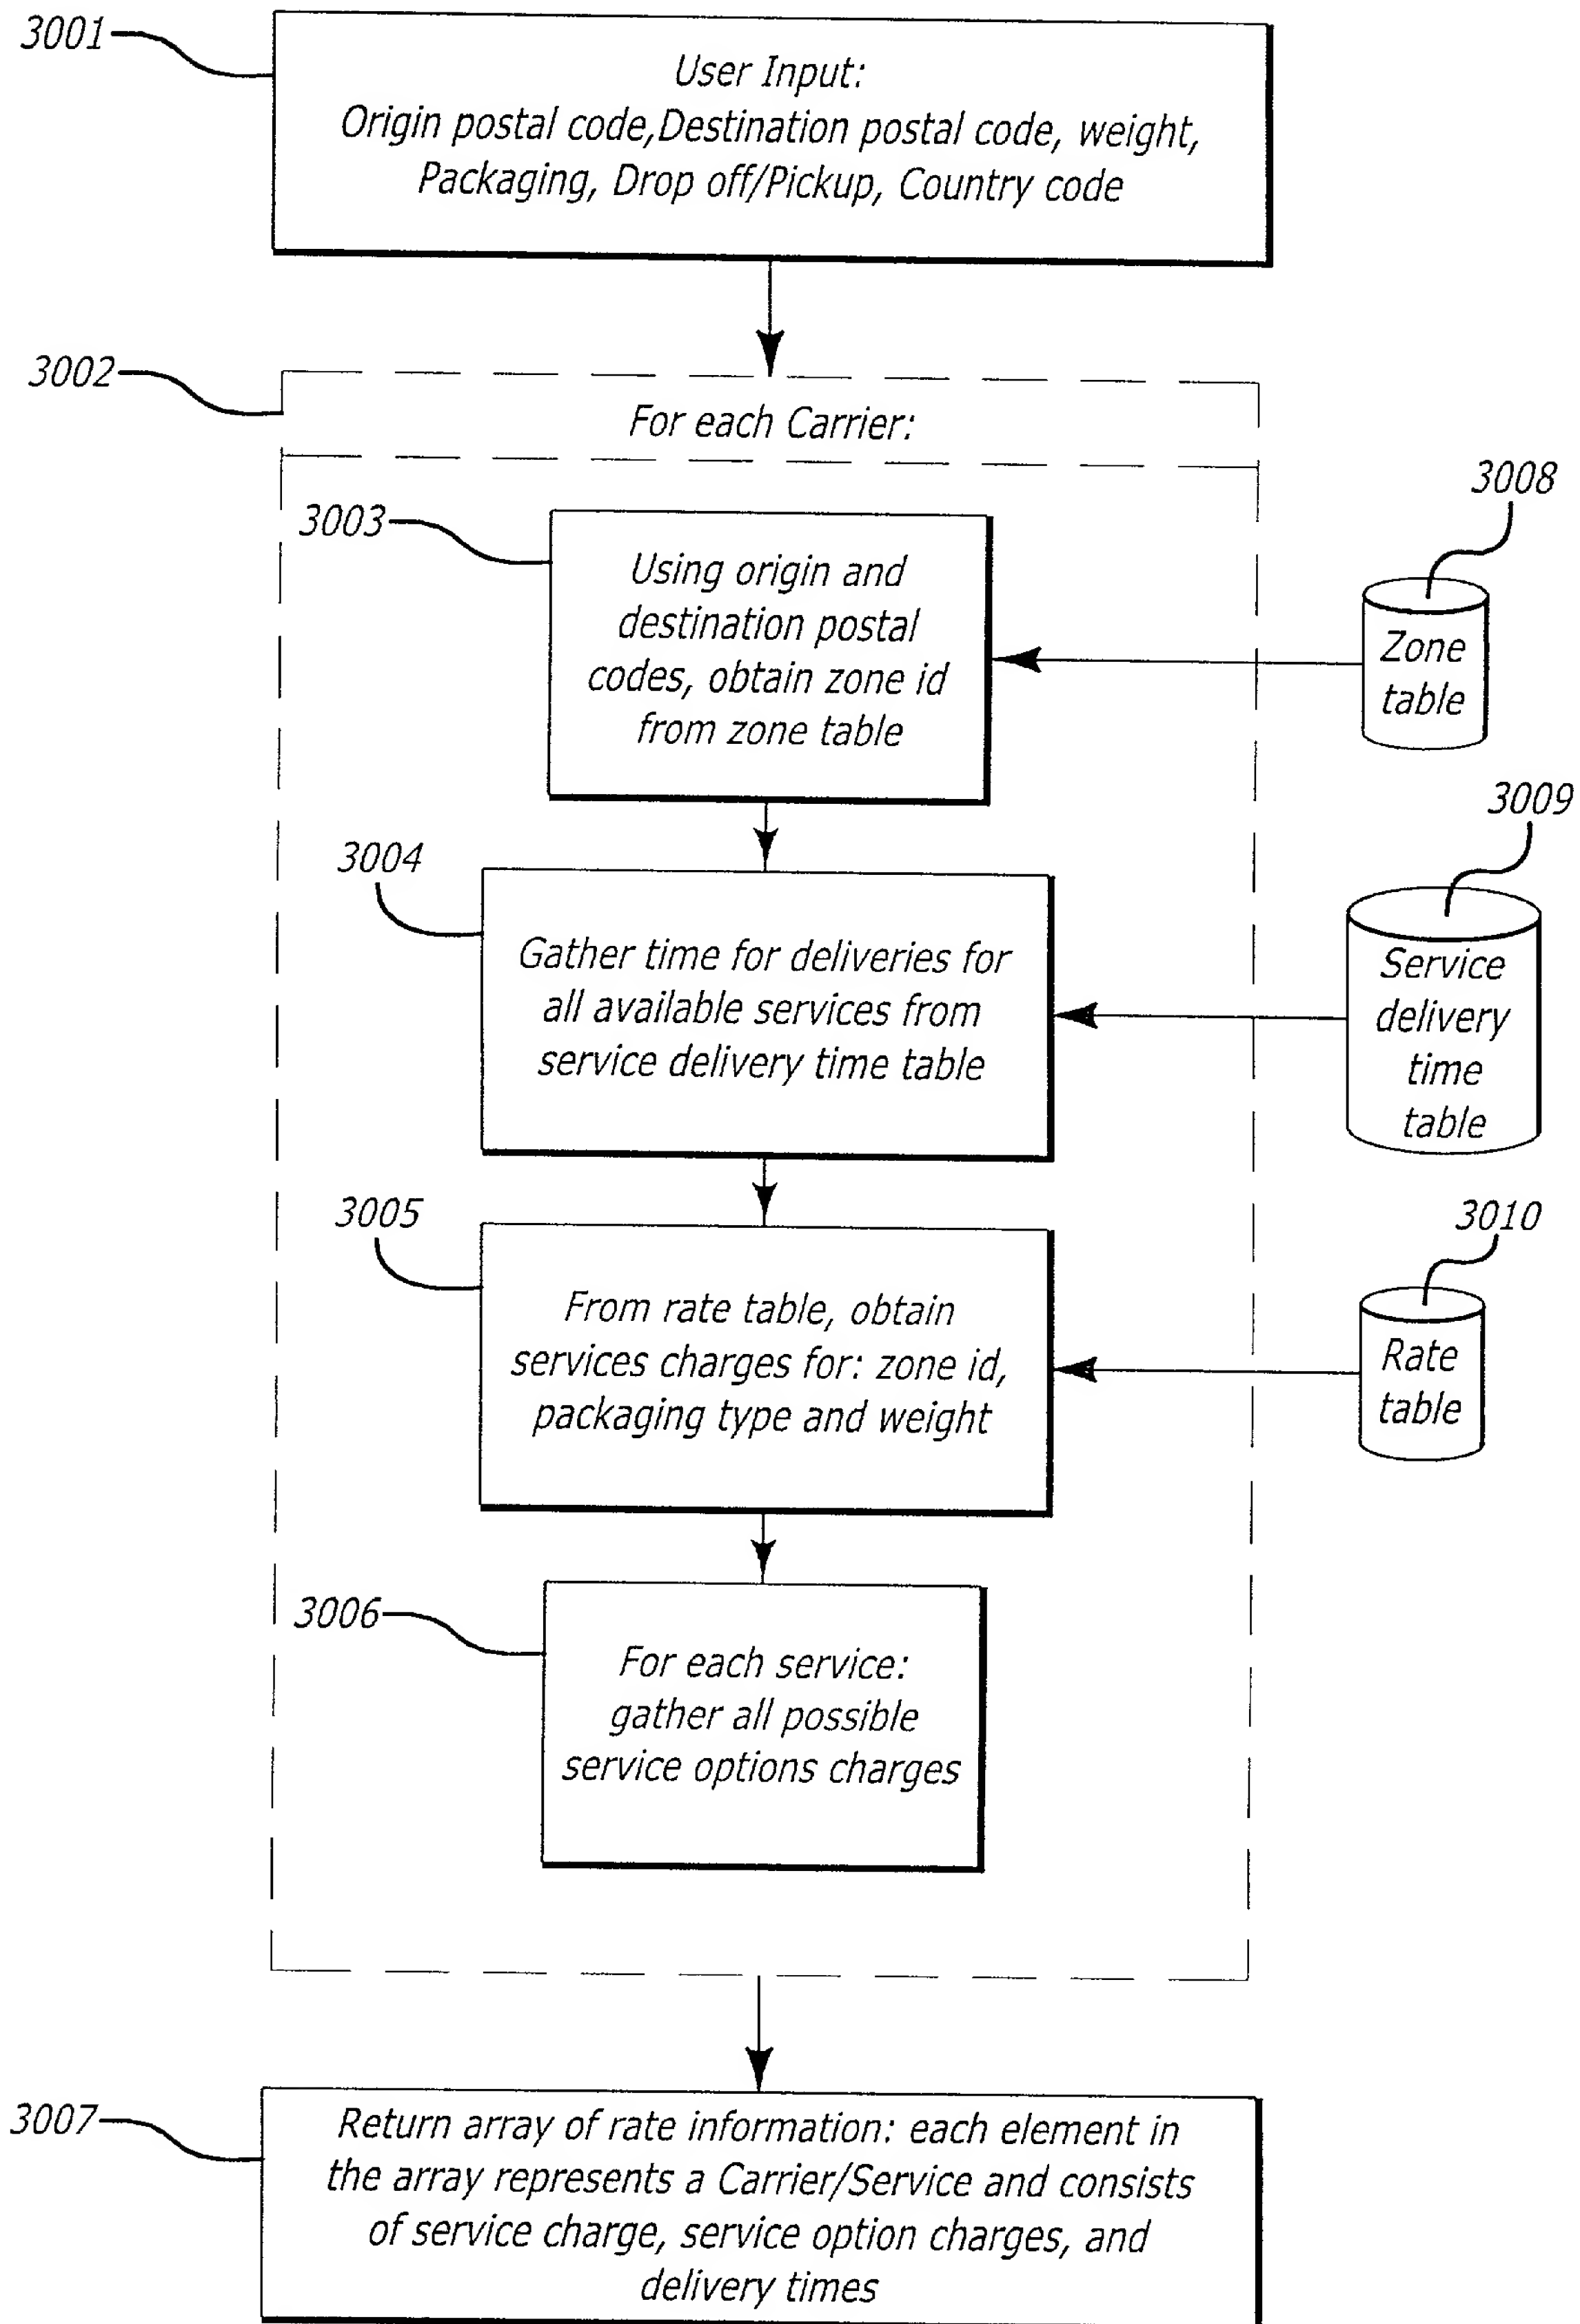 3001
User Input:
Origin postal code,Destination postal code, weight,
Packaging, Drop off/Pickup, Country code
3002
For each Carrier:
3003
Using origin and
destination postal
codes, obtain zone id
from zone table
3008
Zone
table
3004
Gather time for deliveries for
all available services from
service delivery time table
3009
Service
delivery
time
table
3005
From rate table, obtain
services charges for: zone id,
packaging type and weight
3010
Rate
table
3006
For each service:
gather all possible
service options charges
3007
Return array of rate information: each element in
the array represents a Carrier/Service and consists
of service charge, service option charges, and
delivery times